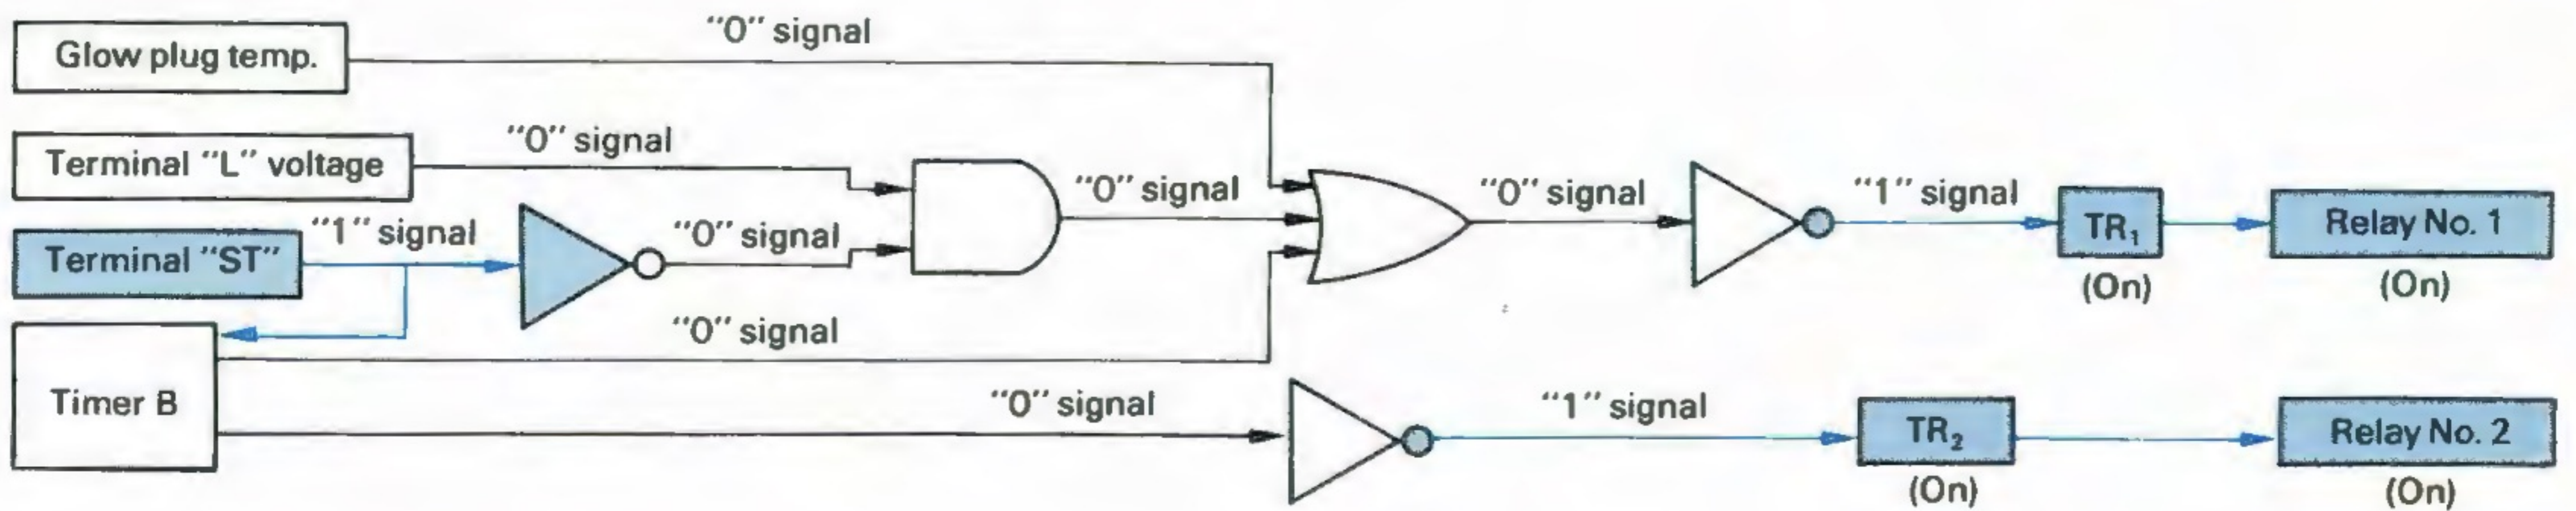 Glow plug temp.
“0” signal
Terminal “L” voltage
“0” signal
Terminal “ST”
“1” signal
“0” signal
“0” signal
“0” signal
“1” signal
TR₁
(On)
Relay No. 1
(On)
Timer B
“0” signal
“0” signal
“1” signal
TR₂
(On)
Relay No. 2
(On)